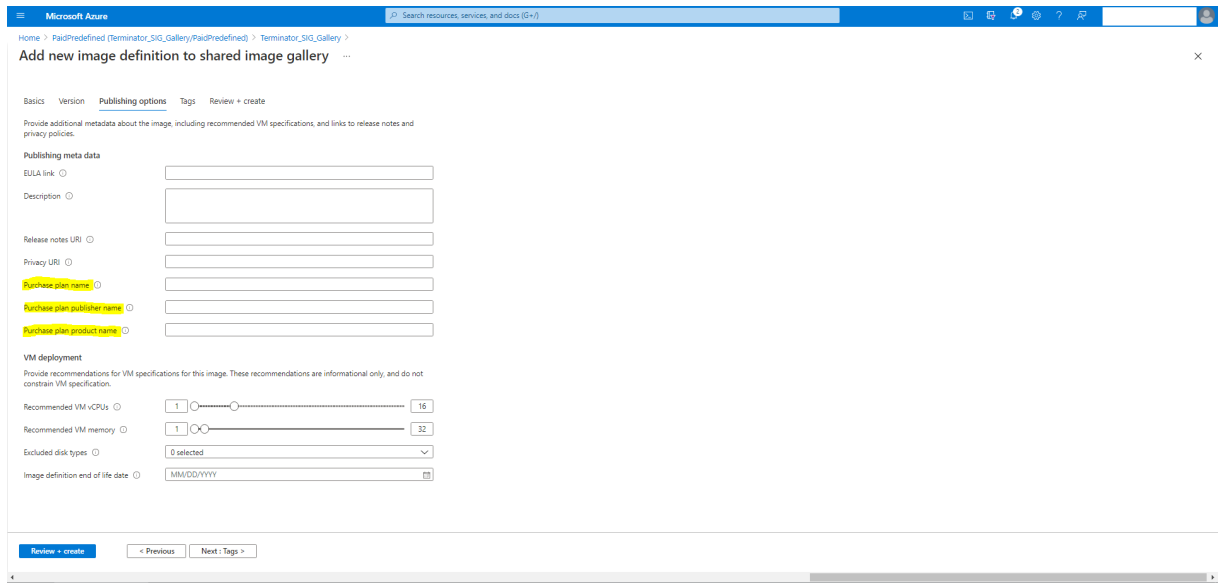 Microsoft Azure
Search resources, services, and docs (G+/)
2
?
Home > PaidPredefined (Terminator_SIG_Gallery/PaidPredefined) > Terminator_SIG_Gallery >
Add new image definition to shared image gallery ...
Basics Version Publishing options Tags Review + create
Provide additional metadata about the image, including recommended VM specifications, and links to release notes and
privacy policies.
Publishing meta data
EULA link
Description
Release notes URI
Privacy URI
Purchase plan name
Purchase plan publisher name
Purchase plan product name
VM deployment
Provide recommendations for VM specifications for this image. These recommendations are informational only, and do not
constrain VM specification.
Recommended VM vCPUs 1 16
Recommended VM memory 1 32
Excluded disk types 0 selected
Image definition end of life date MM/DD/YYYY
Review + create < Previous Next : Tags >